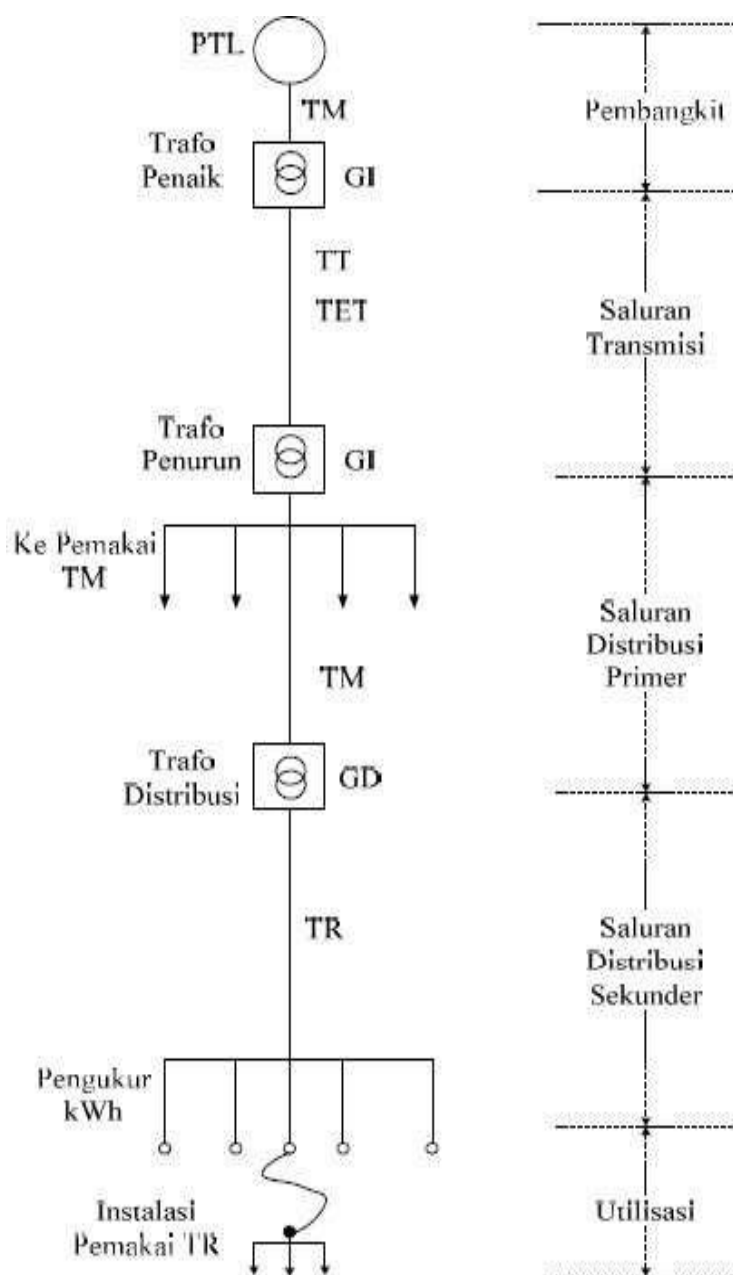 PTL
TM
Pembangkit
Trafo
Penaik
GI
TT
TET
Saluran
Transmisi
Trafo
Penurun
GI
Ke Pemakai
TM
Saluran
Distribusi
Primer
TM
Trafo
Distribusi
GD
TR
Saluran
Distribusi
Sekunder
Pengukur
kWh
Instalasi
Pemakai TR
Utilisasi